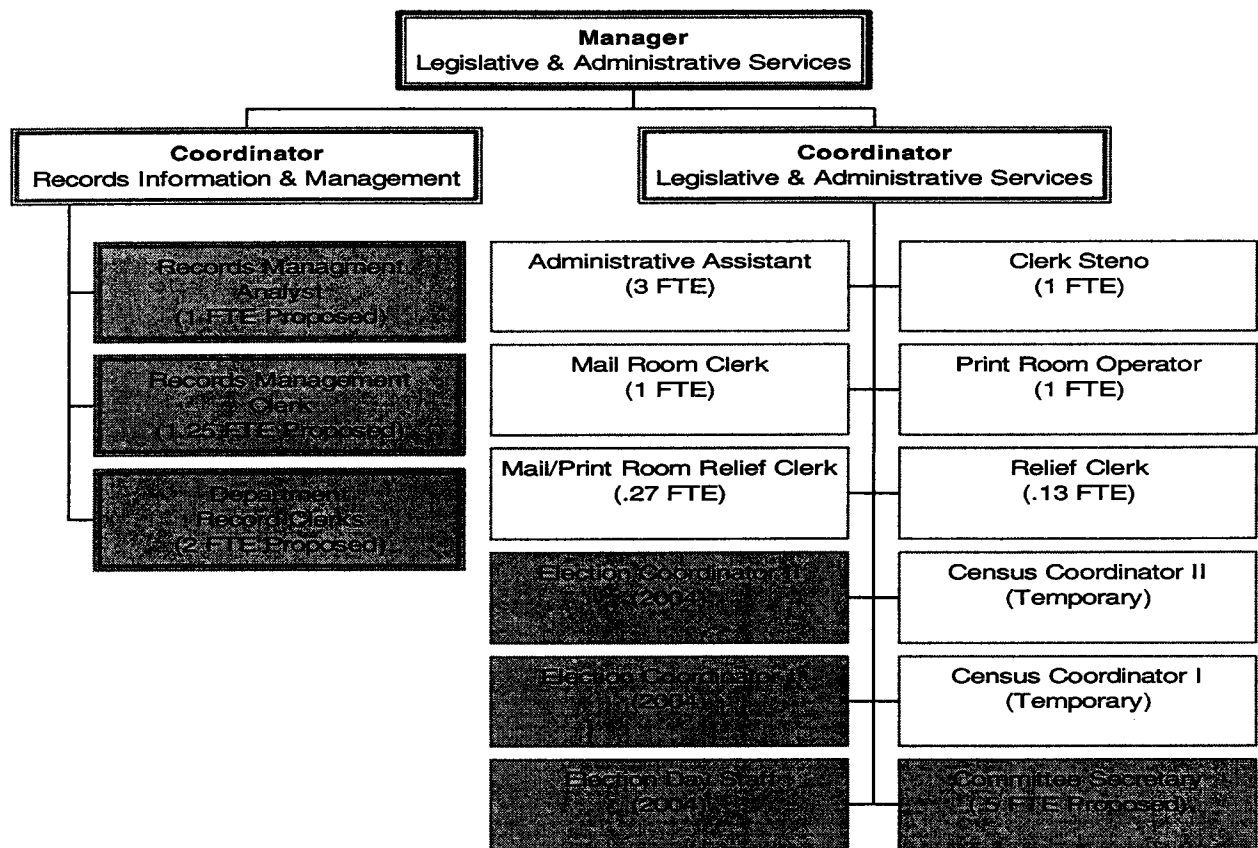 Manager
Legislative & Administrative Services
Coordinator
Records Information & Management
Coordinator
Legislative & Administrative Services
Records Managment
Analyst
(1 FTE Proposed)
Records Management
Clerk
(1.25 FTE Proposed)
Department
Record Clerks
(2 FTE Proposed)
Administrative Assistant
(3 FTE)
Clerk Steno
(1 FTE)
Mail Room Clerk
(1 FTE)
Print Room Operator
(1 FTE)
Mail/Print Room Relief Clerk
(.27 FTE)
Relief Clerk
(.13 FTE)
Election Coordinator II
(2004)
Census Coordinator II
(Temporary)
Election Coordinator
(2004)
Census Coordinator I
(Temporary)
Election Day Staff
(2004)
Committee Secretary
(.5 FTE Proposed)